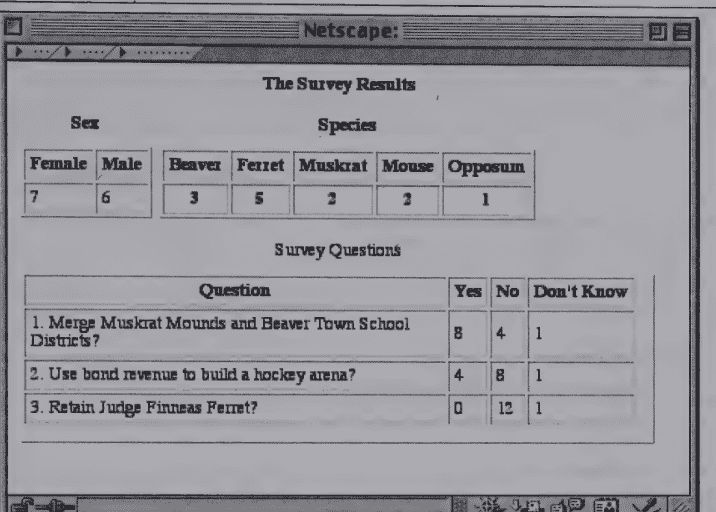 Netscape:
The Survey Results
Sex Species
Female Male Beaver Ferret Muskrat Mouse Opposum
7 6 3 5 2 2 1
Survey Questions
Question Yes No Don't Know
1. Merge Muskrat Mounds and Beaver Town School
Districts? 8 4 1
2. Use bond revenue to build a hockey arena? 4 8 1
3. Retain Judge Finneas Ferret? 0 12 1